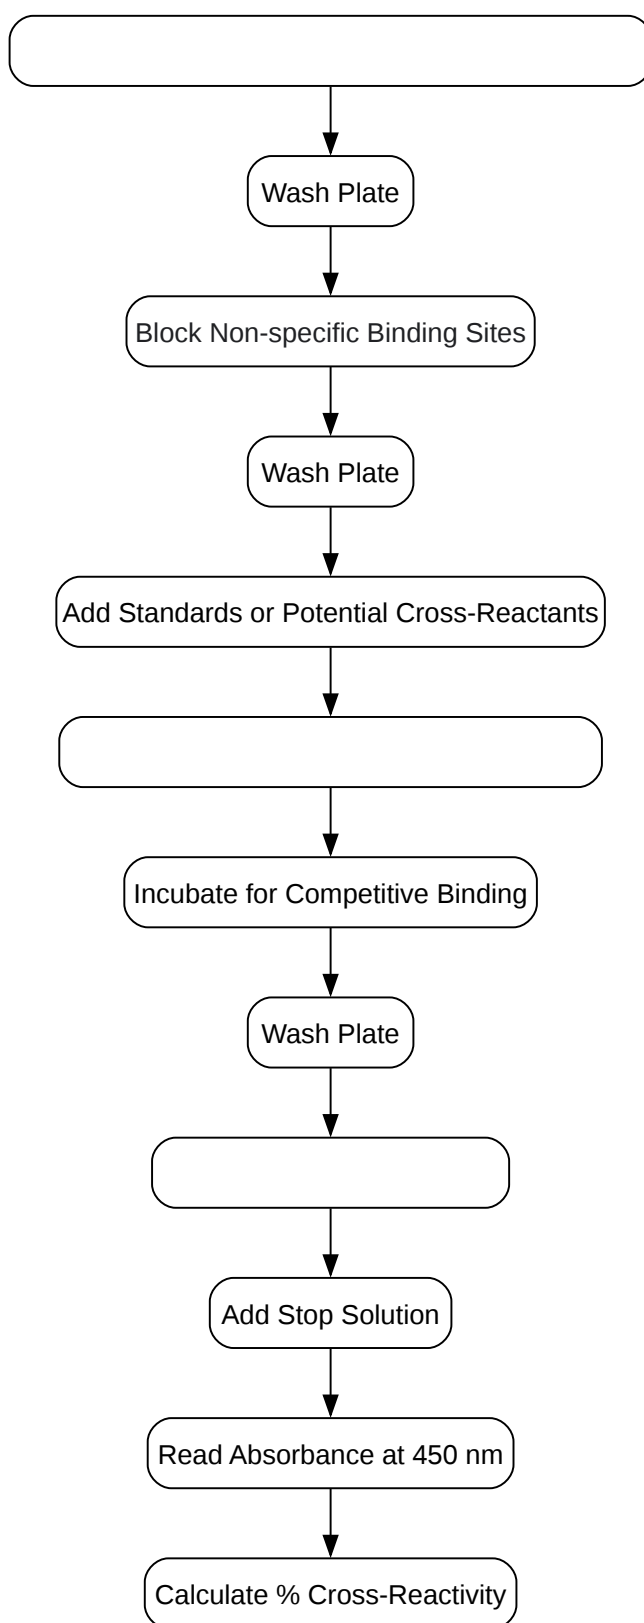 Wash Plate
Block Non-specific Binding Sites
Wash Plate
Add Standards or Potential Cross-Reactants
Incubate for Competitive Binding
Wash Plate
Add Stop Solution
Read Absorbance at 450 nm
Calculate % Cross-Reactivity